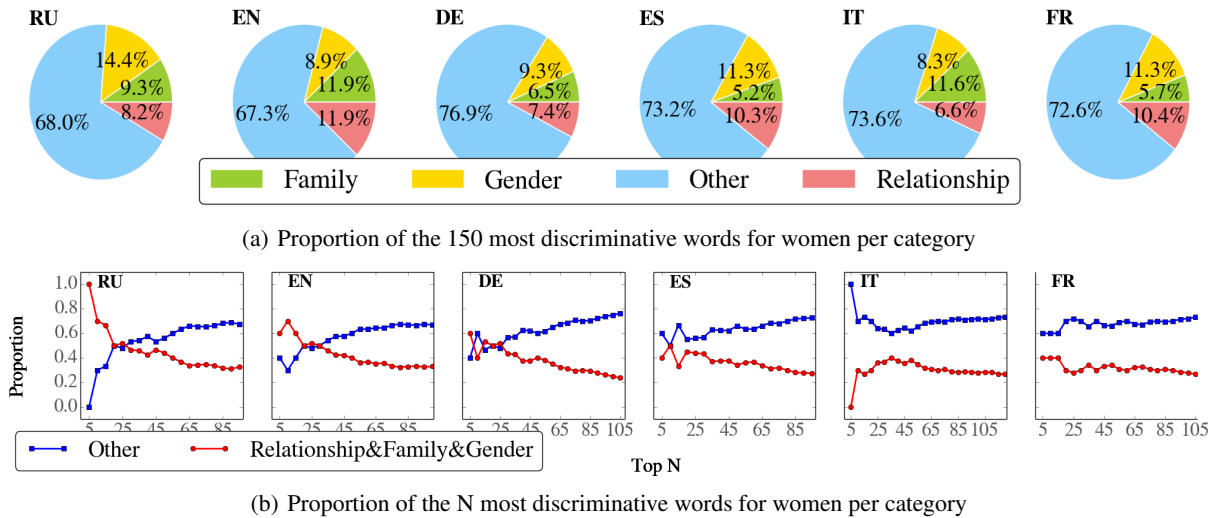 RU EN DE ES IT FR
14.4% 8.9% 9.3% 11.3% 8.3% 11.3%
9.3% 11.9% 6.5% 5.2% 11.6% 5.7%
8.2% 11.9% 7.4% 10.3% 6.6% 10.4%
68.0% 67.3% 76.9% 73.2% 73.6% 72.6%
Family Gender Other Relationship
(a) Proportion of the 150 most discriminative words for women per category
RU EN DE ES IT FR
1.0
0.8
0.6
0.4
0.2
0.0
Proportion
5 25 45 65 85 5 25 45 65 85 5 25 45 65 85 105 5 25 45 65 85 5 25 45 65 85 105 5 25 45 65 85 105
Other Relationship&Family&Gender
Top N
(b) Proportion of the N most discriminative words for women per category